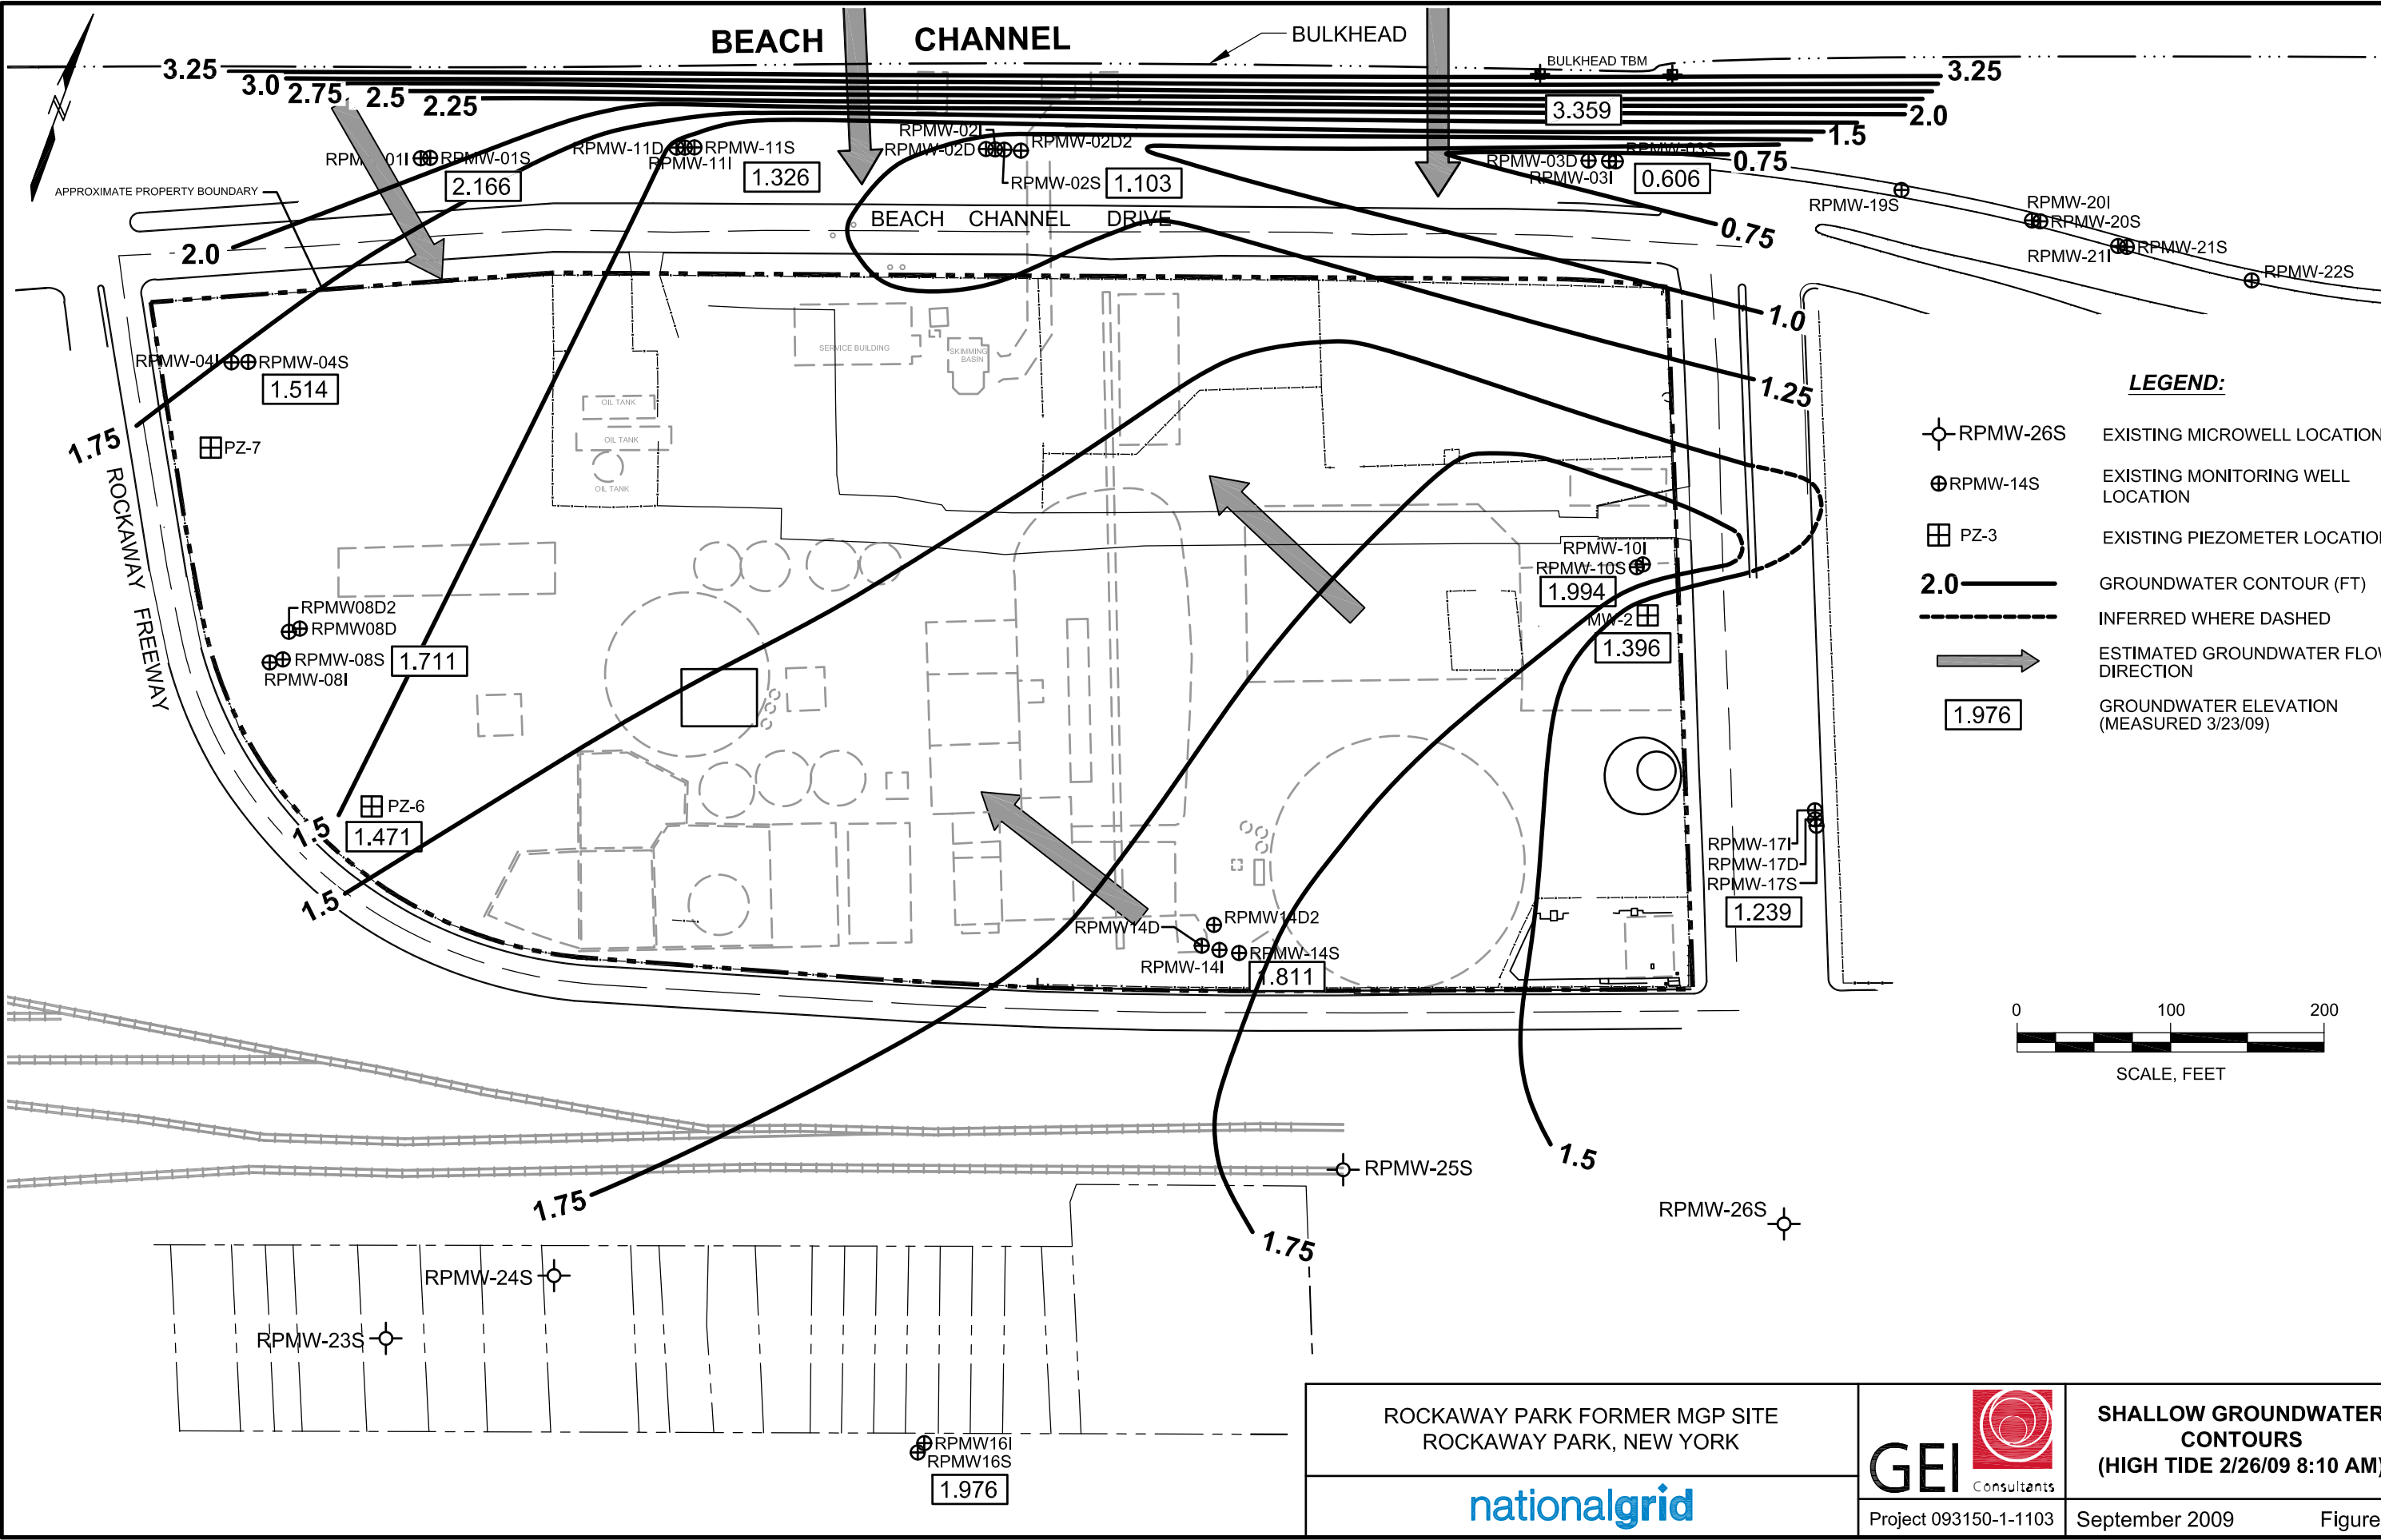 BEACH CHANNEL
BULKHEAD
BULKHEAD TBM
3.25
3.0
2.75
2.5
2.25
3.25
3.359
2.0
1.5
0.75
RPMW-01I
RPMW-01S
2.166
RPMW-11D
RPMW-11S
RPMW-11I
1.326
RPMW-02I
RPMW-02D
RPMW-02D2
RPMW-02S
1.103
RPMW-03D
RPMW-03S
RPMW-03I
0.606
APPROXIMATE PROPERTY BOUNDARY
BEACH CHANNEL DRIVE
2.0
0.75
RPMW-19S
RPMW-20I
RPMW-20S
RPMW-21I
RPMW-21S
RPMW-22S
1.0
1.25
RPMW-04I
RPMW-04S
1.514
SERVICE BUILDING
SKIMMING
BASIN
OIL TANK
OIL TANK
OIL TANK
1.75
PZ-7
ROCKAWAY FREEWAY
LEGEND:
RPMW-26S
EXISTING MICROWELL LOCATION
RPMW-14S
EXISTING MONITORING WELL
LOCATION
PZ-3
EXISTING PIEZOMETER LOCATION
2.0
GROUNDWATER CONTOUR (FT)
INFERRED WHERE DASHED
ESTIMATED GROUNDWATER FLOW
DIRECTION
1.976
GROUNDWATER ELEVATION
(MEASURED 3/23/09)
RPMW-10I
RPMW-10S
1.994
MW-2
1.396
RPMW08D2
RPMW08D
RPMW-08S
RPMW-08I
1.711
PZ-6
1.5
1.471
1.5
RPMW-17I
RPMW-17D
RPMW-17S
1.239
RPMW14D2
RPMW14D
RPMW-14S
RPMW-14I
1.811
0 100 200
SCALE, FEET
1.5
RPMW-25S
1.75
RPMW-26S
1.75
RPMW-24S
RPMW-23S
RPMW16I
RPMW16S
1.976
ROCKAWAY PARK FORMER MGP SITE
ROCKAWAY PARK, NEW YORK
nationalgrid
GEI
Consultants
Project 093150-1-1103
SHALLOW GROUNDWATER
CONTOURS
(HIGH TIDE 2/26/09 8:10 AM)
September 2009
Figure
N